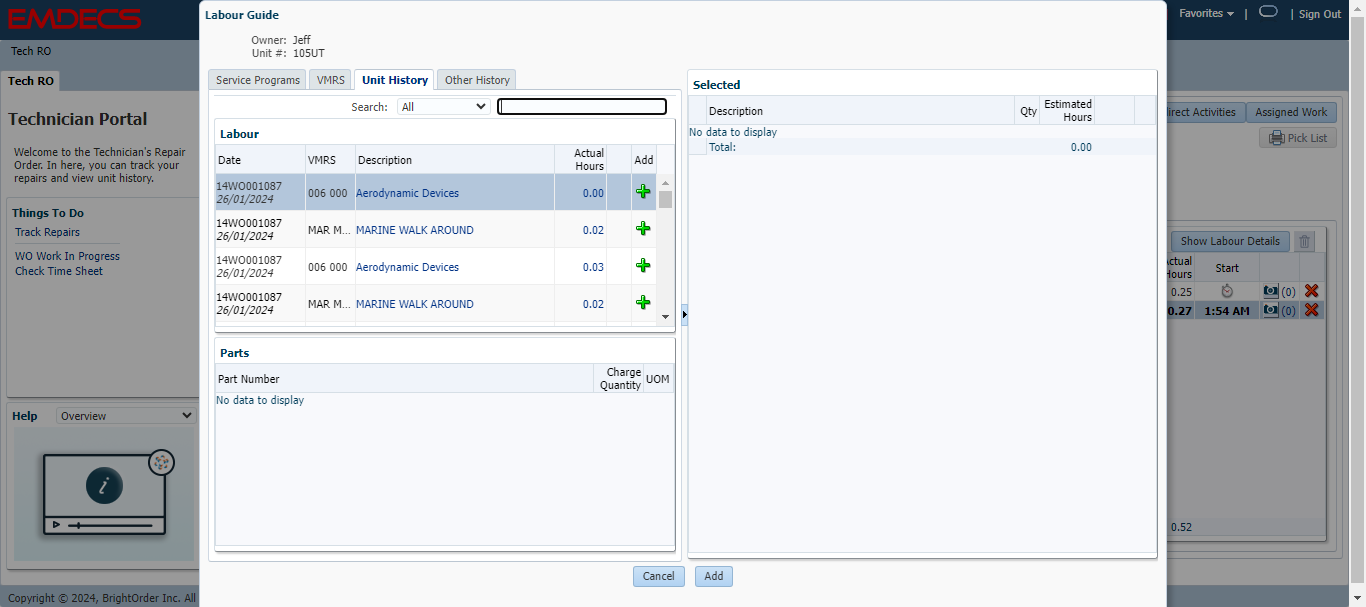 EMDECS
Favorites | | Sign Out
Tech RO
Tech RO
Technician Portal
Welcome to the Technician's Repair
Order. In here, you can track your
repairs and view unit history.
Things To Do
Track Repairs
WO Work In Progress
Check Time Sheet
Help Overview
i
Copyright © 2024, BrightOrder Inc. All
Labour Guide
Owner: Jeff
Unit #: 105UT
Service Programs VMRS Unit History Other History
Search: All
Labour
Date VMRS Description Actual Hours Add
14WO001087
26/01/2024 006 000 Aerodynamic Devices 0.00
14WO001087
26/01/2024 MAR M... MARINE WALK AROUND 0.02
14WO001087
26/01/2024 006 000 Aerodynamic Devices 0.03
14WO001087
26/01/2024 MAR M... MARINE WALK AROUND 0.02
Parts
Part Number Charge Quantity UOM
No data to display
Selected
Description Qty Estimated Hours
No data to display
Total: 0.00
Cancel Add
irect Activities Assigned Work
Pick List
Show Labour Details
ctual
Hours Start
0.25 (0)
0.27 1:54 AM (0)
0.52